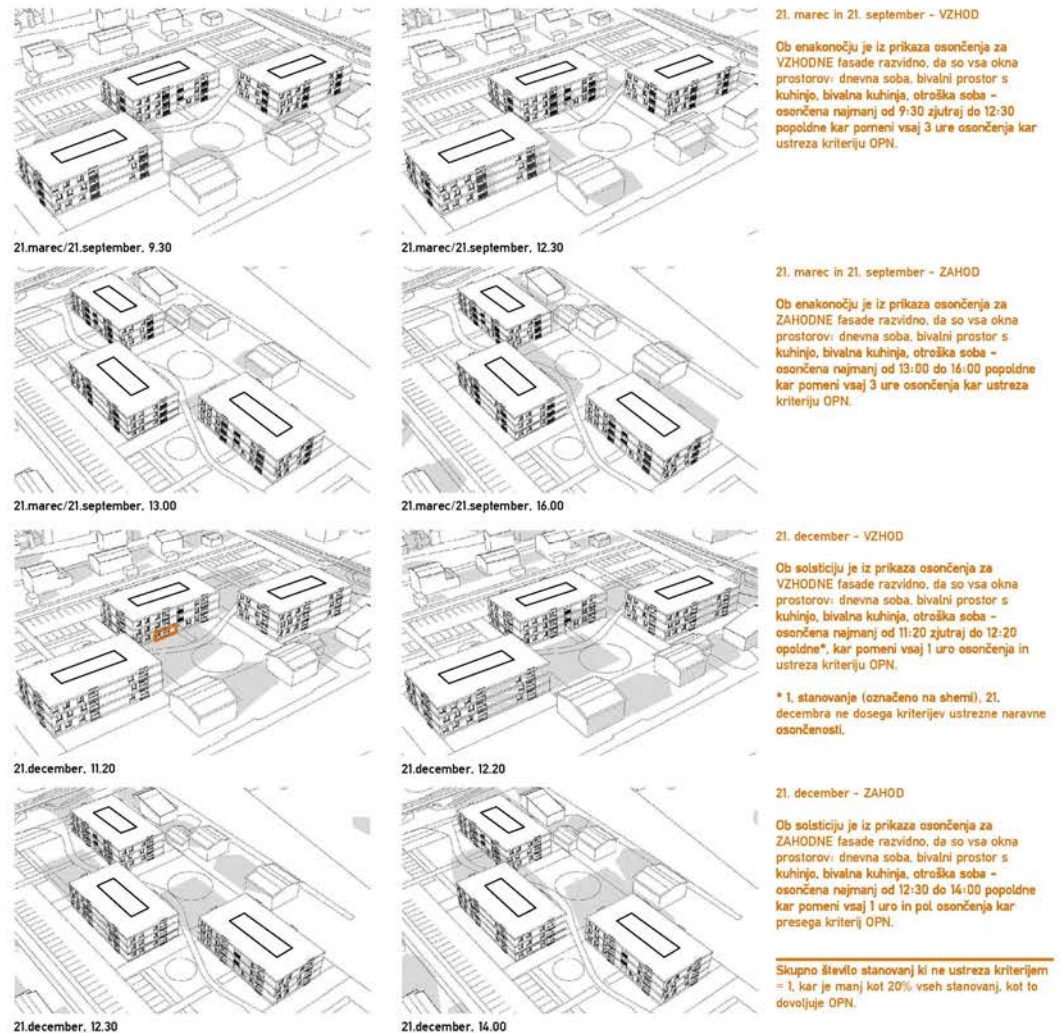 21. marec in 21. september - VZHOD
Ob enakonočju je iz prikaza osončenja za
VZHODNE fasade razvidno, da so vsa okna
prostorov: dnevna soba, bivalni prostor s
kuhinjo, bivalna kuhinja, otroška soba -
osončena najmanj od 9:30 zjutraj do 12:30
popoldne kar pomeni vsaj 3 ure osončenja kar
ustreza kriteriju OPN.
21.marec/21.september, 9.30
21.marec/21.september, 12.30
21. marec in 21. september - ZAHOD
Ob enakonočju je iz prikaza osončenja za
ZAHODNE fasade razvidno, da so vsa okna
prostorov: dnevna soba, bivalni prostor s
kuhinjo, bivalna kuhinja, otroška soba -
osončena najmanj od 13:00 do 16:00 popoldne
kar pomeni vsaj 3 ure osončenja kar ustreza
kriteriju OPN.
21.marec/21.september, 13.00
21.marec/21.september, 16.00
21. december - VZHOD
Ob solsticiju je iz prikaza osončenja za
VZHODNE fasade razvidno, da so vsa okna
prostorov: dnevna soba, bivalni prostor s
kuhinjo, bivalna kuhinja, otroška soba -
osončena najmanj od 11:20 zjutraj do 12:20
opoldne*, kar pomeni vsaj 1 uro osončenja in
ustreza kriteriju OPN.
* 1. stanovanje (označeno na shemi), 21.
decembra ne dosega kriterijev ustrezne naravne
osončenosti.
21.december, 11.20
21.december, 12.20
21. december - ZAHOD
Ob solsticiju je iz prikaza osončenja za
ZAHODNE fasade razvidno, da so vsa okna
prostorov: dnevna soba, bivalni prostor s
kuhinjo, bivalna kuhinja, otroška soba -
osončena najmanj od 12:30 do 14:00 popoldne
kar pomeni vsaj 1 uro in pol osončenja kar
presega kriterij OPN.
Skupno število stanovanj ki ne ustreza kriterijem
= 1, kar je manj kot 20% vseh stanovanj, kot to
dovoljuje OPN.
21.december, 12.30
21.december, 14.00